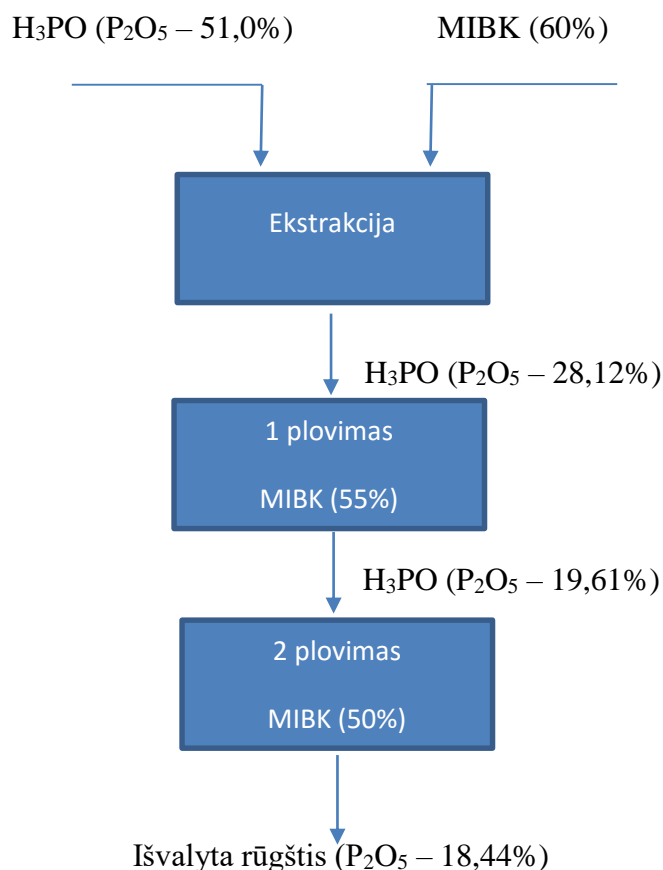 H₃PO (P₂O₅ – 51,0%)
MIBK (60%)
Ekstrakcija
H₃PO (P₂O₅ – 28,12%)
1 plovimas
MIBK (55%)
H₃PO (P₂O₅ – 19,61%)
2 plovimas
MIBK (50%)
Išvalyta rūgštis (P₂O₅ – 18,44%)